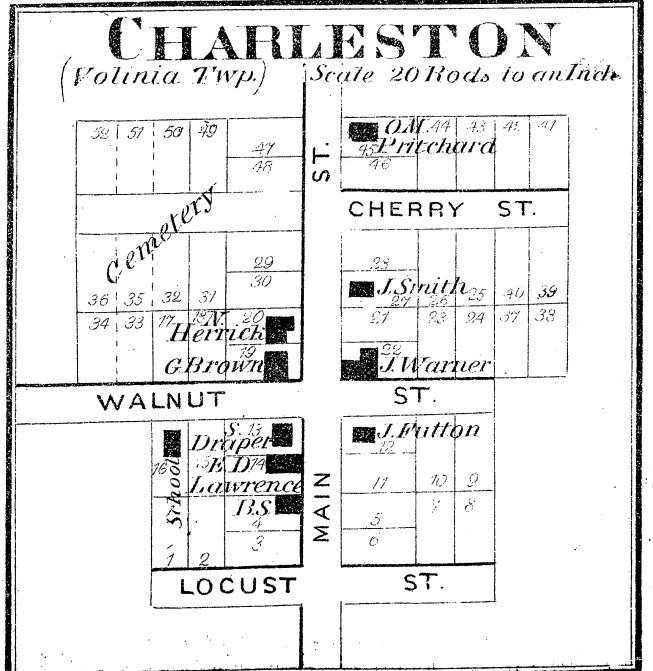 CHARLESTON
(Volinia Twp.) Scale 20 Rods to an Inch
52 51 50 49
47
48
Cemetery
29
30
36 35 32 31
34 33 17 18 N. 20
Herrick
19
G. Brown
ST.
O.M. 44 43 42 41
45 Pritchard
46
CHERRY ST.
28
J. Smith
27 26 25 40 39
21 23 24 37 38
22
J. Warner
WALNUT ST.
S. 13
Draper
16 15 E.D. 14
Lawrence
School
B.S.
4
3
1 2
MAIN
J. Futton
12
11 10 9
5 7 8
6
LOCUST ST.